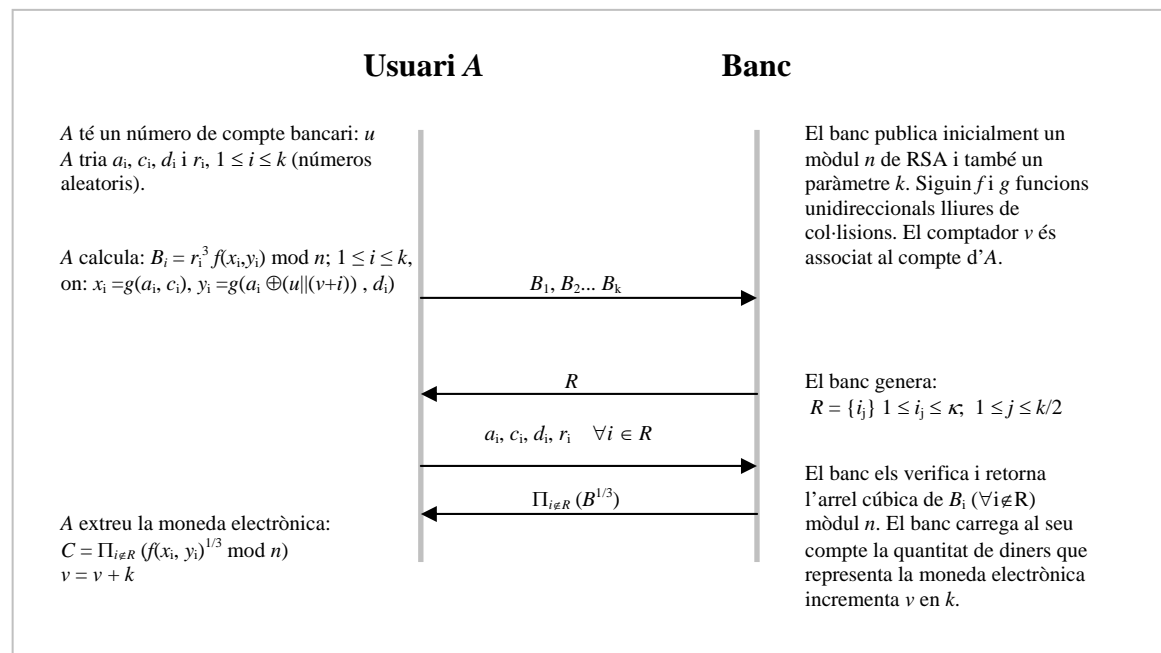 Usuari A
Banc
A té un número de compte bancari: u
A tria aᵢ, cᵢ, dᵢ i rᵢ, 1 ≤ i ≤ k (números
aleatoris).
El banc publica inicialment un
mòdul n de RSA i també un
paràmetre k. Siguin f i g funcions
unidireccionals lliures de
col·lisions. El comptador v és
associat al compte d'A.
A calcula: Bᵢ = rᵢ³ f(xᵢ,yᵢ) mod n; 1 ≤ i ≤ k,
on: xᵢ =g(aᵢ, cᵢ), yᵢ =g(aᵢ ⊕(u||(v+i)) , dᵢ)
B₁, B₂... Bₖ
R
El banc genera:
R = {iⱼ} 1 ≤ iⱼ ≤ κ; 1 ≤ j ≤ k/2
aᵢ, cᵢ, dᵢ, rᵢ ∀i ∈ R
El banc els verifica i retorna
l'arrel cúbica de Bᵢ (∀i∉R)
mòdul n. El banc carrega al seu
compte la quantitat de diners que
representa la moneda electrònica
incrementa v en k.
Π_{i∉R} (B^{1/3})
A extreu la moneda electrònica:
C = Π_{i∉R} (f(xᵢ, yᵢ)^{1/3} mod n)
v = v + k